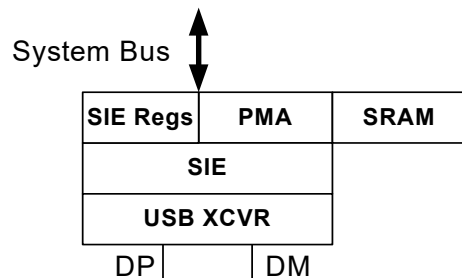 System Bus
SIE Regs PMA SRAM
SIE
USB XCVR
DP DM